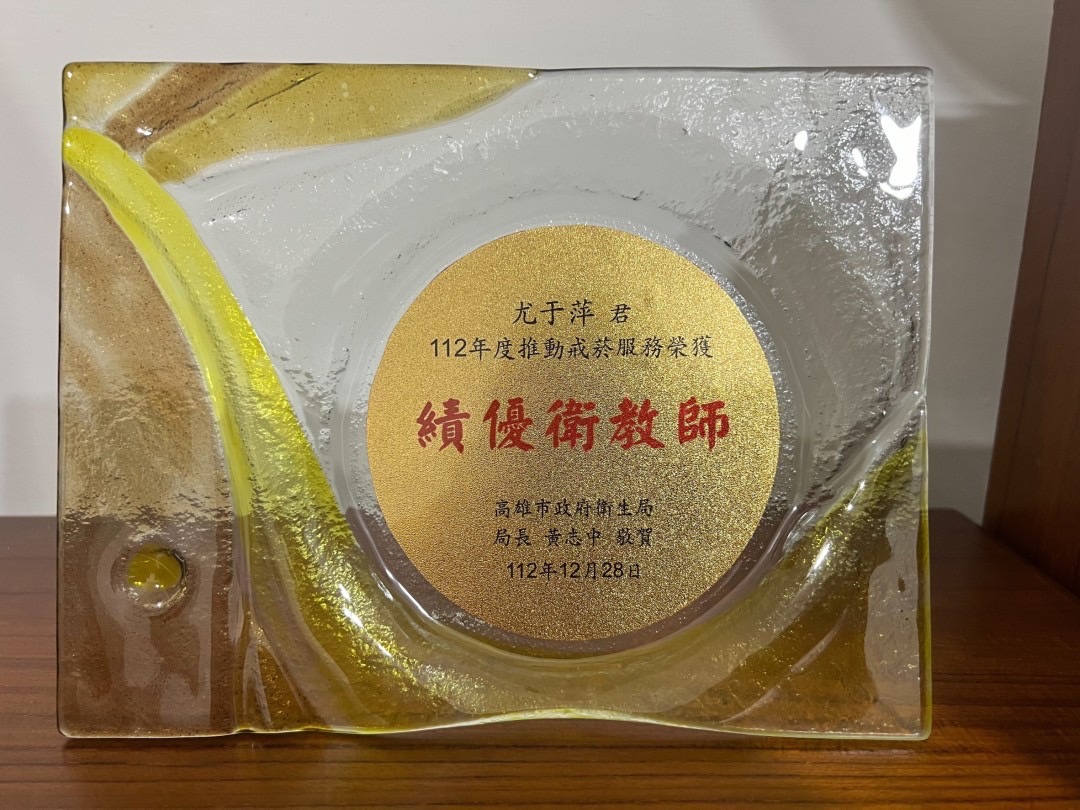 尤于萍 君
112年度推動戒菸服務榮獲
績優衛教師
高雄市政府衛生局
局長 黃志中 敬賀
112年12月28日